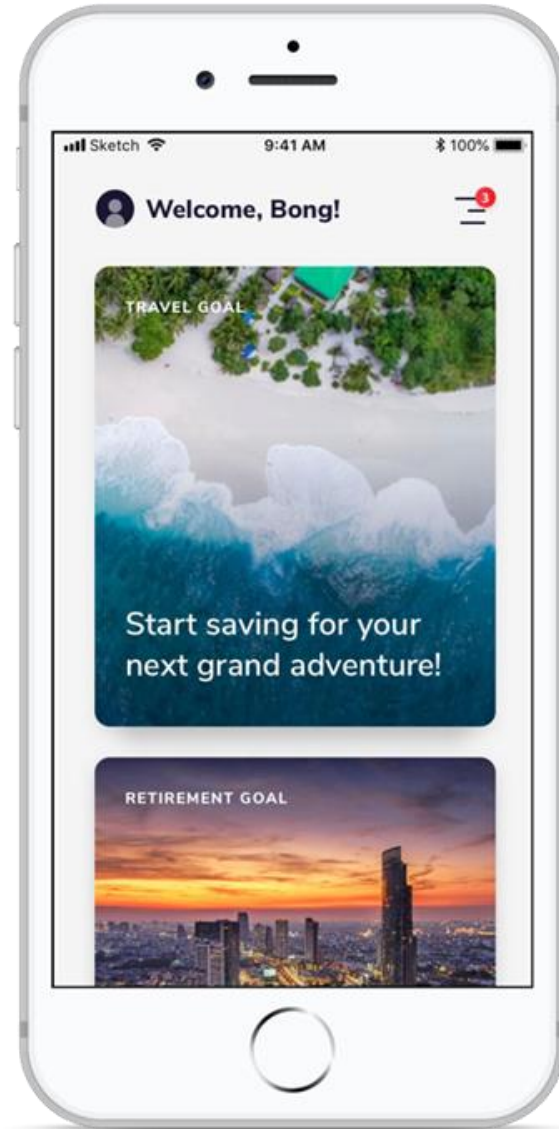 Sketch 9:41 AM 100%
Welcome, Bong! 3
TRAVEL GOAL
Start saving for your
next grand adventure!
RETIREMENT GOAL